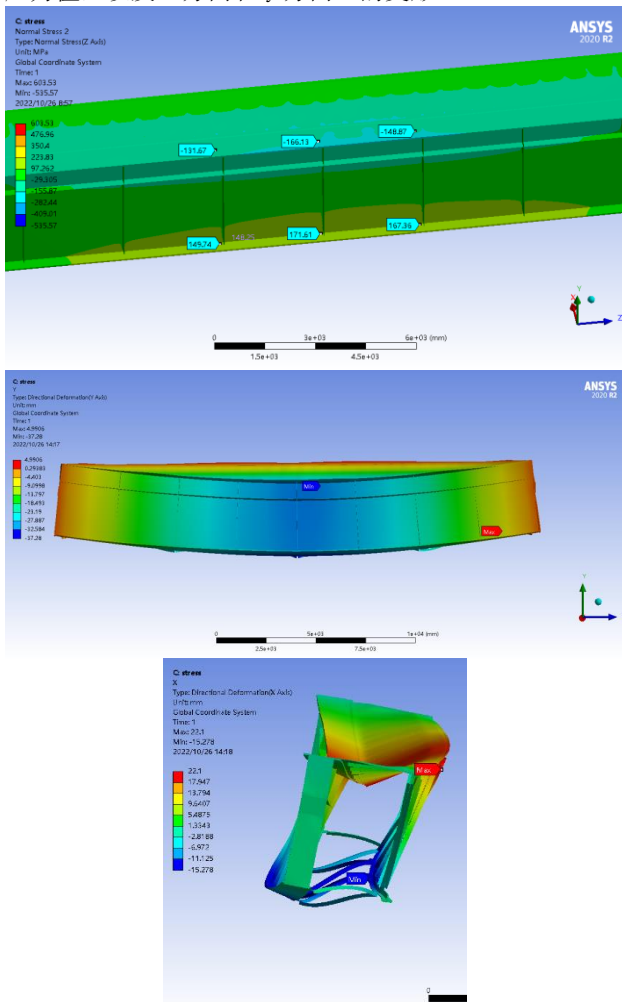 C: stress
Normal Stress 2
Type: Normal Stress(Z Axis)
Unit: MPa
Global Coordinate System
Time: 1
Max: 603.53
Min: -535.57
2022/10/26 8:57
ANSYS
2020 R2
603.53
476.96
350.4
223.83
97.262
-29.305
-155.87
-282.44
-409.01
-535.57
-131.67
-166.13
-148.87
149.74
148.25
171.61
167.36
Y
X
Z
0
3e+03
6e+03 (mm)
1.5e+03
4.5e+03
C: stress
Y
Type: Directional Deformation(Y Axis)
Unit: mm
Global Coordinate System
Time: 1
Max: 4.9906
Min: -37.28
2022/10/26 14:17
ANSYS
2020 R2
4.9906
0.29383
-4.403
-9.0998
-13.797
-18.493
-23.19
-27.887
-32.584
-37.28
Min
Max
Y
0
5e+03
1e+04 (mm)
2.5e+03
7.5e+03
C: stress
X
Type: Directional Deformation(X Axis)
Unit: mm
Global Coordinate System
Time: 1
Max: 22.1
Min: -15.278
2022/10/26 14:18
22.1
17.947
13.794
9.6407
5.4875
1.3343
-2.8188
-6.972
-11.125
-15.278
Max
Min
0